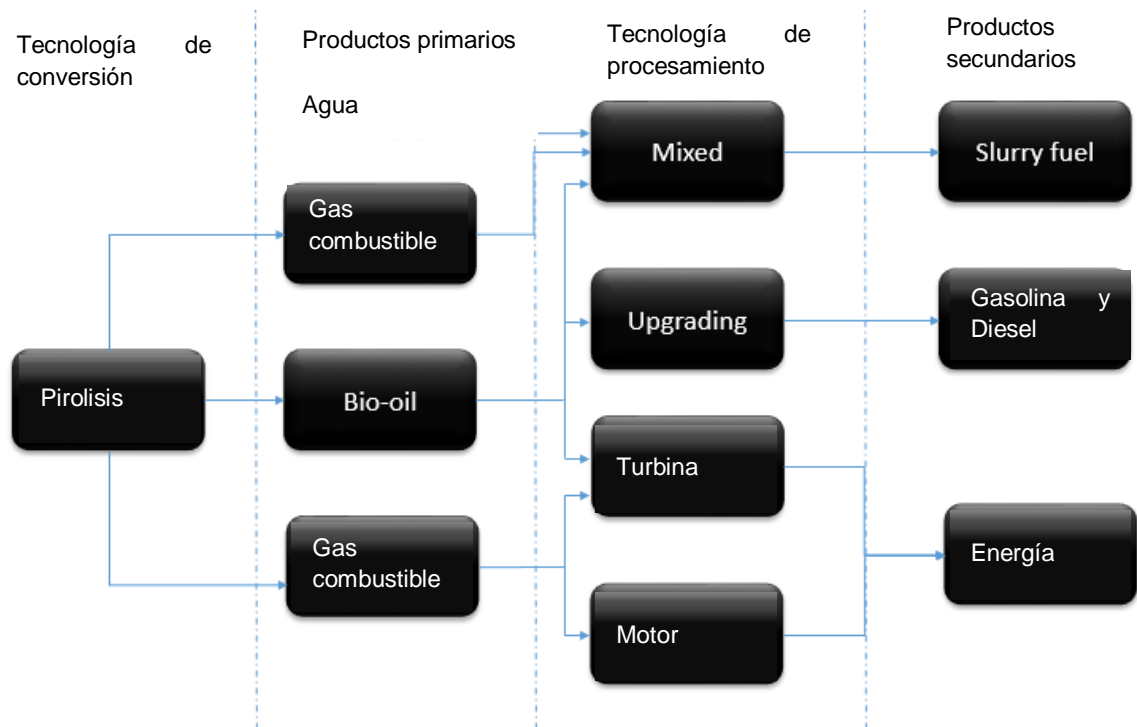 Tecnología de
conversión
Productos primarios
Agua
Tecnología de
procesamiento
Productos
secundarios
Mixed
Slurry fuel
Gas
combustible
Upgrading
Gasolina y
Diesel
Pirolisis
Bio-oil
Turbina
Gas
combustible
Energía
Motor